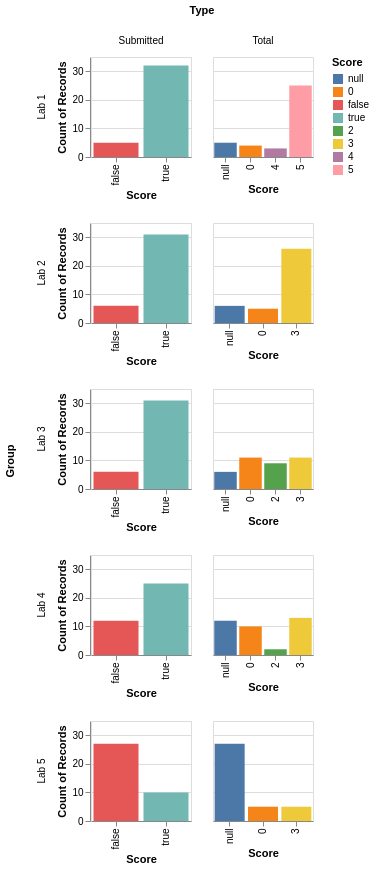 Type
Submitted Total
Group
Lab 1
Count of Records
30
20
10
0
false true
Score
null 0 4 5
Score
Score
null
0
false
true
2
3
4
5
Lab 2
Count of Records
30
20
10
0
false true
Score
null 0 3
Score
Lab 3
Count of Records
30
20
10
0
false true
Score
null 0 2 3
Score
Lab 4
Count of Records
30
20
10
0
false true
Score
null 0 2 3
Score
Lab 5
Count of Records
30
20
10
0
false true
Score
null 0 3
Score